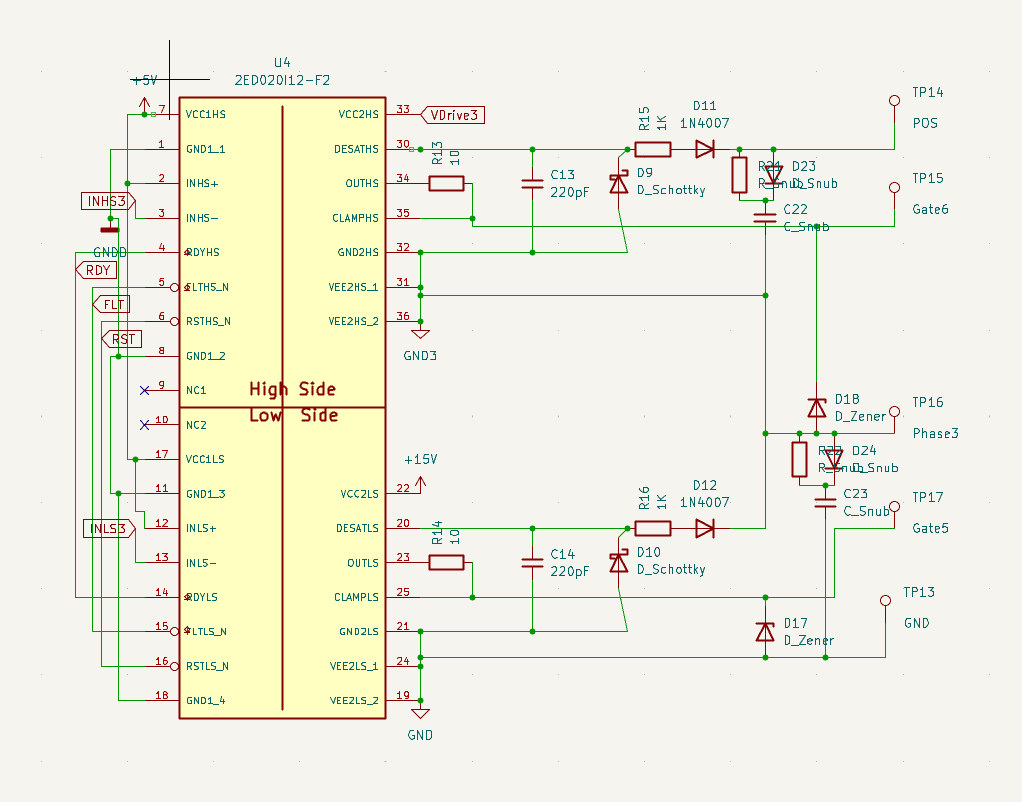 U4
2ED020I12-F2
+5V
7
VCC1HS
1
GND1_1
2
INHS+
INHS3
3
INHS-
GNDD
4
RDYHS
RDY
5
FLTHS_N
FLT
6
RSTHS_N
RST
8
GND1_2
9
NC1
10
NC2
17
VCC1LS
11
GND1_3
12
INLS+
INLS3
13
INLS-
14
RDYLS
15
FLTLS_N
16
RSTLS_N
18
GND1_4
High Side
Low Side
VCC2HS
33
VDrive3
DESATHS
30
OUTHS
34
CLAMPHS
35
GND2HS
32
VEE2HS_1
31
VEE2HS_2
36
GND3
+15V
VCC2LS
22
DESATLS
20
OUTLS
23
CLAMPLS
25
GND2LS
21
VEE2LS_1
24
VEE2LS_2
19
GND
R13
10
C13
220pF
R15
1K
D11
1N4007
D9
D_Schottky
R21
R_Snub
D23
D_Snub
C22
C_Snub
TP14
POS
TP15
Gate6
D18
D_Zener
TP16
Phase3
R22
R_Snub
D24
D_Snub
C23
C_Snub
TP17
Gate5
R14
10
C14
220pF
R16
1K
D12
1N4007
D10
D_Schottky
D17
D_Zener
TP13
GND